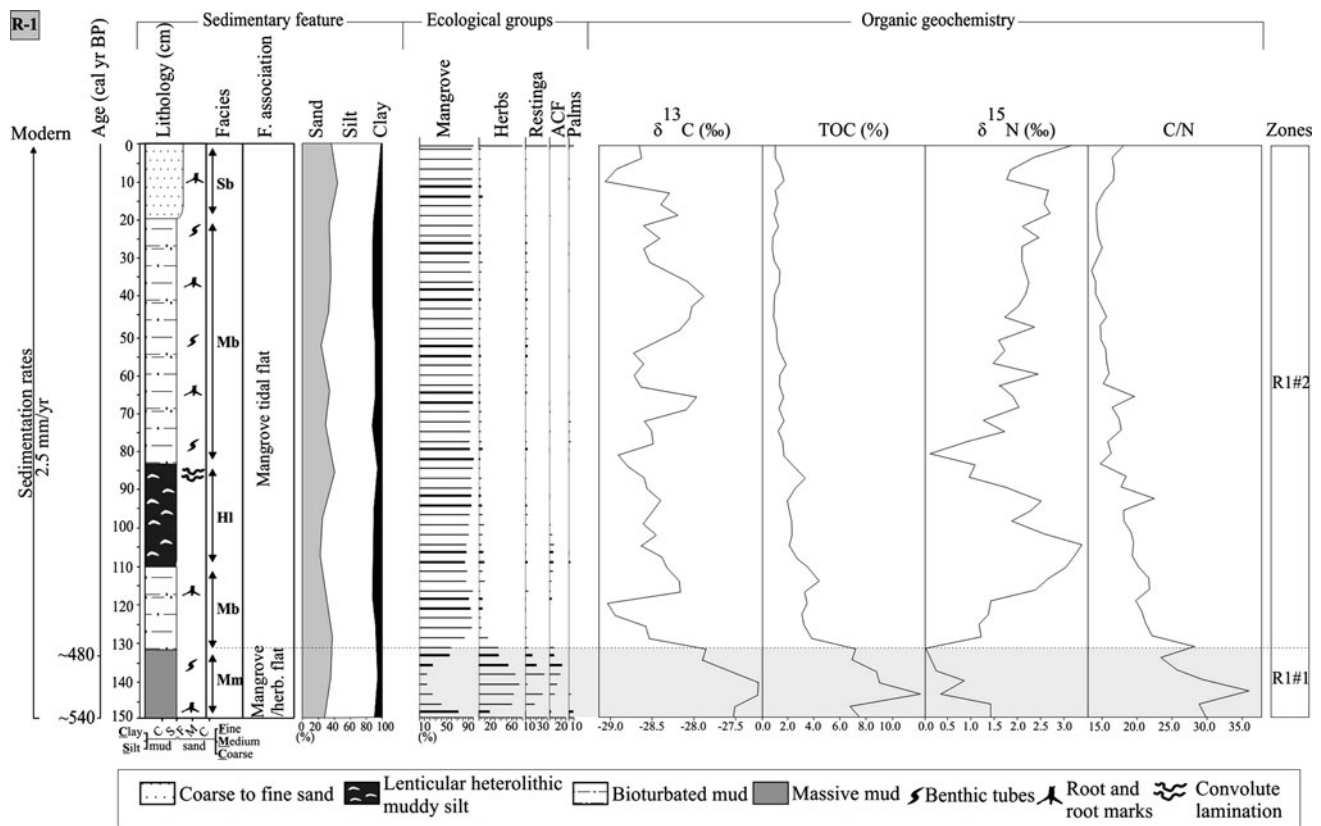 R-1
Sedimentary feature
Ecological groups
Organic geochemistry
Age (cal yr BP)
Lithology (cm)
Facies
F. association
Sand
Silt
Clay
Mangrove
Herbs
Restinga
ACF
Palms
δ 13 C (‰)
TOC (%)
δ 15 N (‰)
C/N
Zones
Modern
Sedimentation rates
2.5 mm/yr
~480
~540
0
10
20
30
40
50
60
70
80
90
100
110
120
130
140
150
Sb
Mb
Hl
Mb
Mm
Mangrove tidal flat
Mangrove
/herb. flat
R1#2
R1#1
0 20 60 80 100
(%)
10 50 90
(%)
20 60
10 30
10
10
-29.0 -28.5 -28.0 -27.5
0.0 2.0 4.0 6.0 8.0 10.0
0.0 0.5 1.0 1.5 2.0 2.5 3.0
15.0 20.0 25.0 30.0 35.0
Clay
Silt
C S F M C
mud sand
Fine
Medium
Coarse
Coarse to fine sand
Lenticular heterolithic
muddy silt
Bioturbated mud
Massive mud
Benthic tubes
Root and
root marks
Convolute
lamination